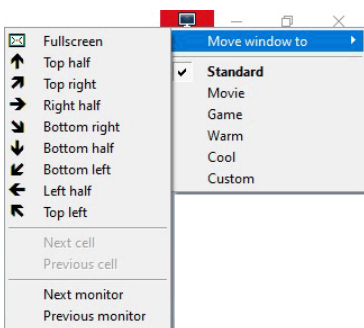 Move window to
Standard
Movie
Game
Warm
Cool
Custom
Fullscreen
Top half
Top right
Right half
Bottom right
Bottom half
Bottom left
Left half
Top left
Next cell
Previous cell
Next monitor
Previous monitor